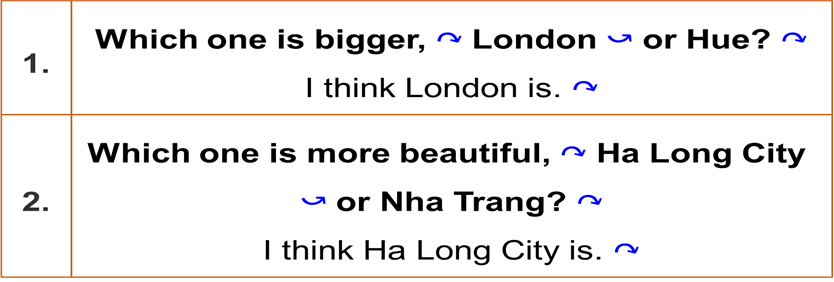 1.
Which one is bigger, ↷ London ⤻ or Hue? ↷
I think London is. ↷
Which one is more beautiful, ↷ Ha Long City
2.
⤻ or Nha Trang? ↷
I think Ha Long City is. ↷